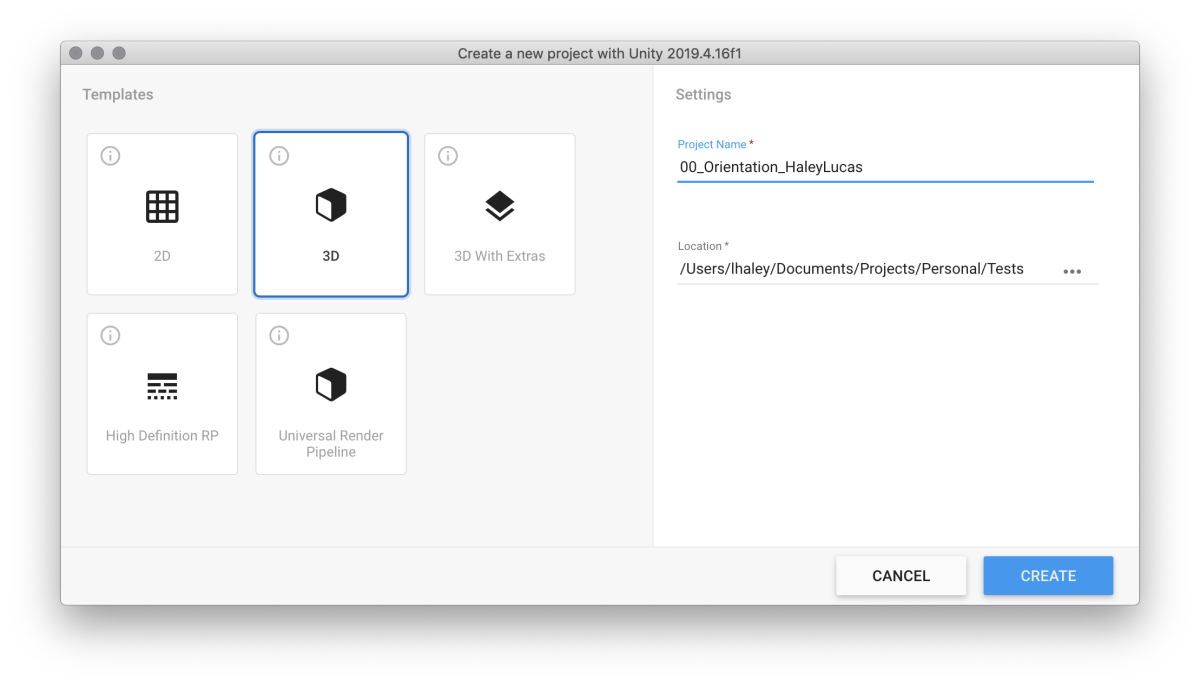 Create a new project with Unity 2019.4.16f1
Templates
2D
3D
3D With Extras
High Definition RP
Universal Render
Pipeline
Settings
Project Name *
00_Orientation_HaleyLucas
Location *
/Users/lhaley/Documents/Projects/Personal/Tests
CANCEL
CREATE